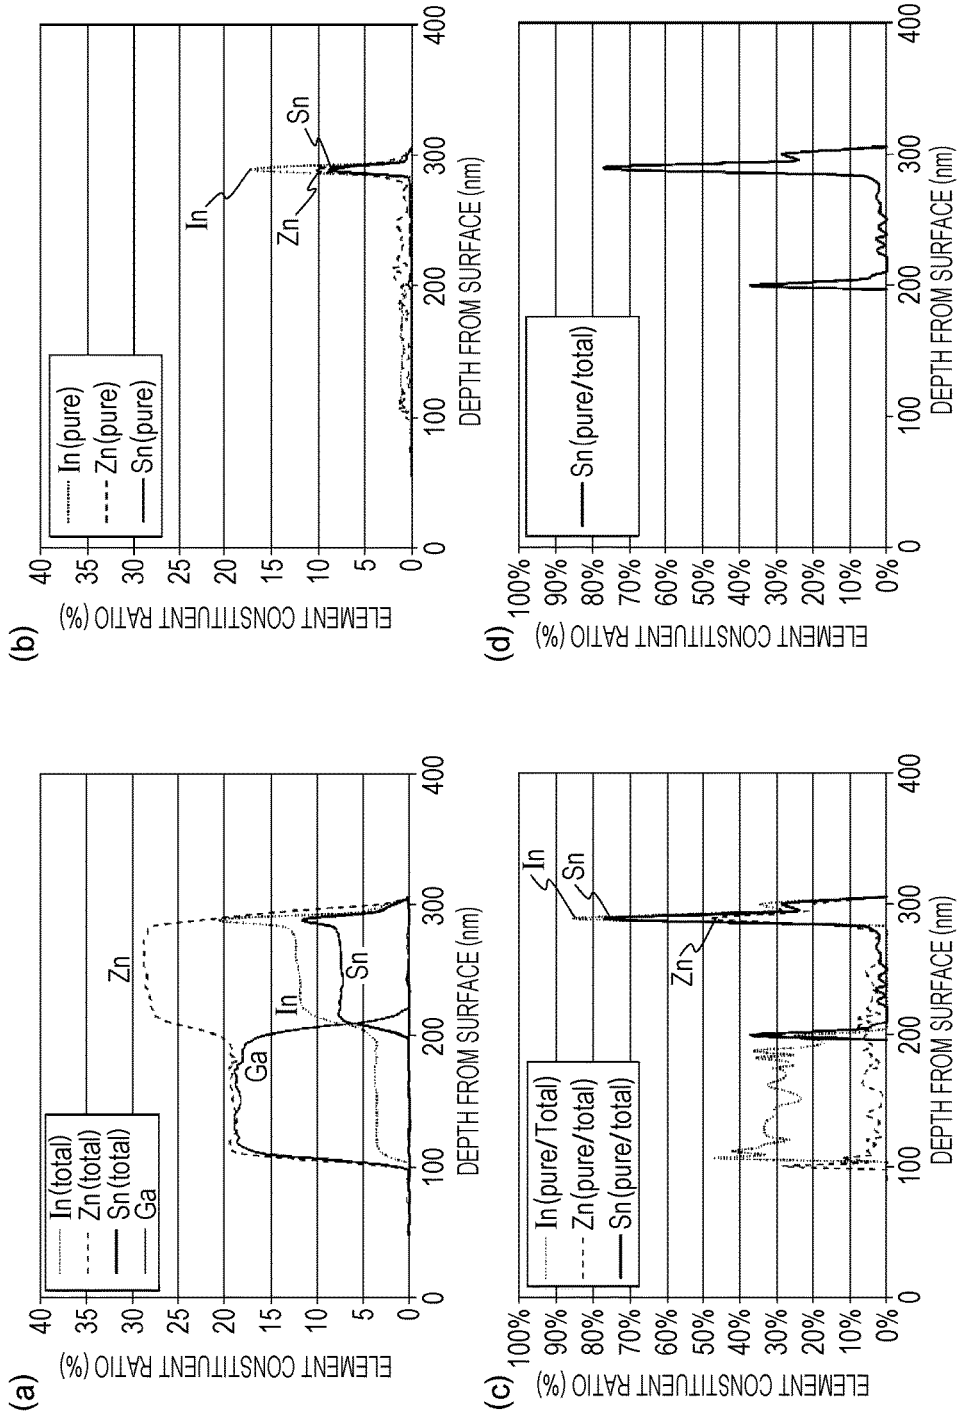 (a)
ELEMENT CONSTITUENT RATIO (%)
40
35
30
25
20
15
10
5
0
In(total)
Zn(total)
Sn(total)
Ga
Zn
In
Sn
Ga
0
100
200
300
400
DEPTH FROM SURFACE (nm)
(b)
ELEMENT CONSTITUENT RATIO (%)
40
35
30
25
20
15
10
5
0
In(pure)
Zn(pure)
Sn(pure)
In
Zn
Sn
0
100
200
300
400
DEPTH FROM SURFACE (nm)
(c)
ELEMENT CONSTITUENT RATIO (%)
100%
90%
80%
70%
60%
50%
40%
30%
20%
10%
0%
In(pure/Total)
Zn(pure/total)
Sn(pure/total)
In
Sn
Zn
0
100
200
300
400
DEPTH FROM SURFACE (nm)
(d)
ELEMENT CONSTITUENT RATIO (%)
100%
90%
80%
70%
60%
50%
40%
30%
20%
10%
0%
Sn(pure/total)
0
100
200
300
400
DEPTH FROM SURFACE (nm)